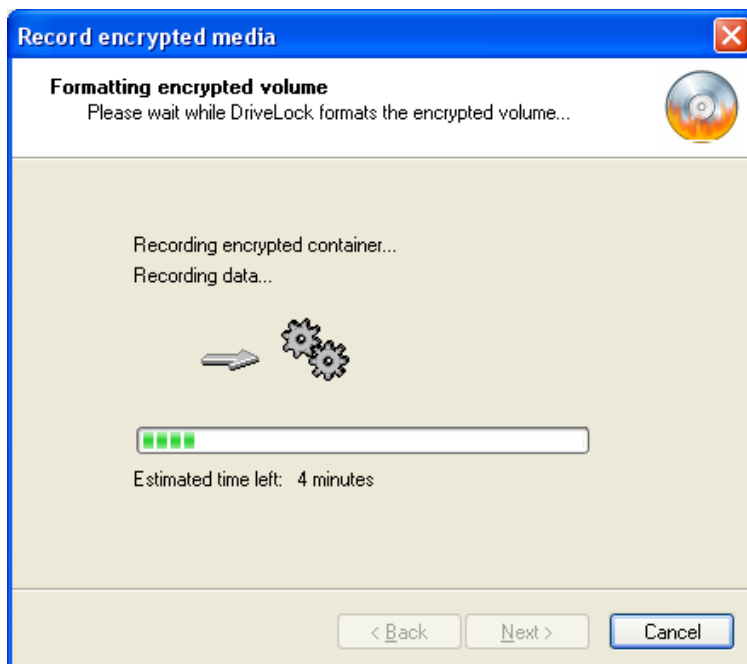 Record encrypted media
Formatting encrypted volume
Please wait while DriveLock formats the encrypted volume...
Recording encrypted container...
Recording data...
Estimated time left: 4 minutes
< Back Next > Cancel